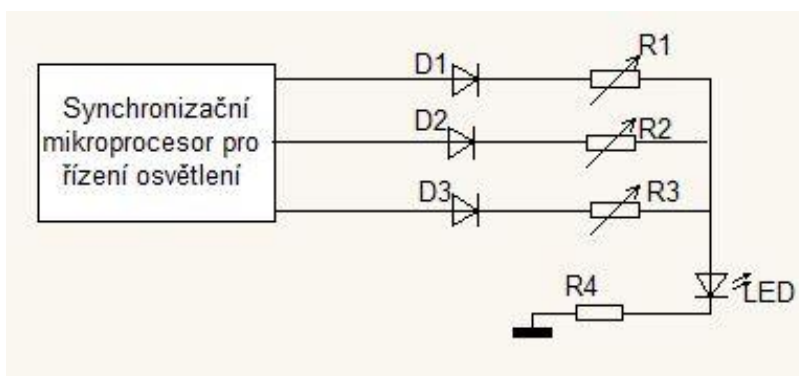 Synchronizační
mikroprocesor pro
řízení osvětlení
D1
R1
D2
R2
D3
R3
R4
LED